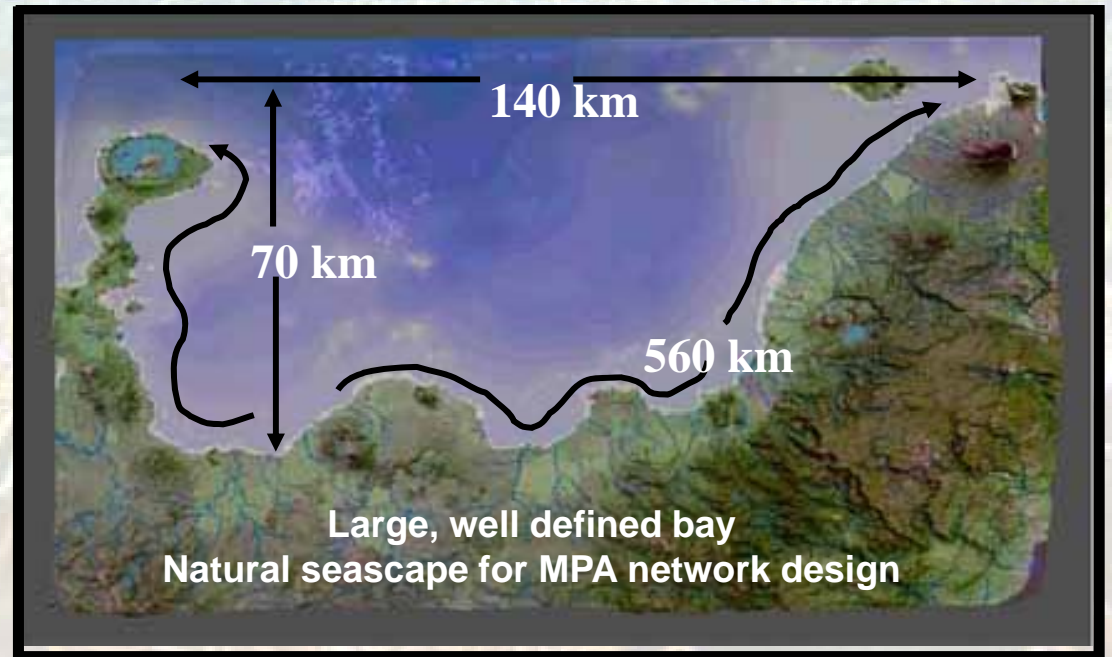 140 km
70 km
560 km
Large, well defined bay
Natural seascape for MPA network design